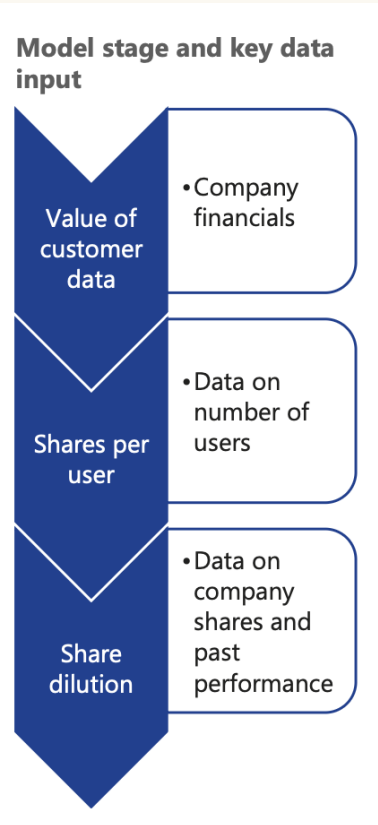 Model stage and key data
input
Value of
customer
data
•Company
financials
Shares per
user
•Data on
number of
users
Share
dilution
•Data on
company
shares and
past
performance